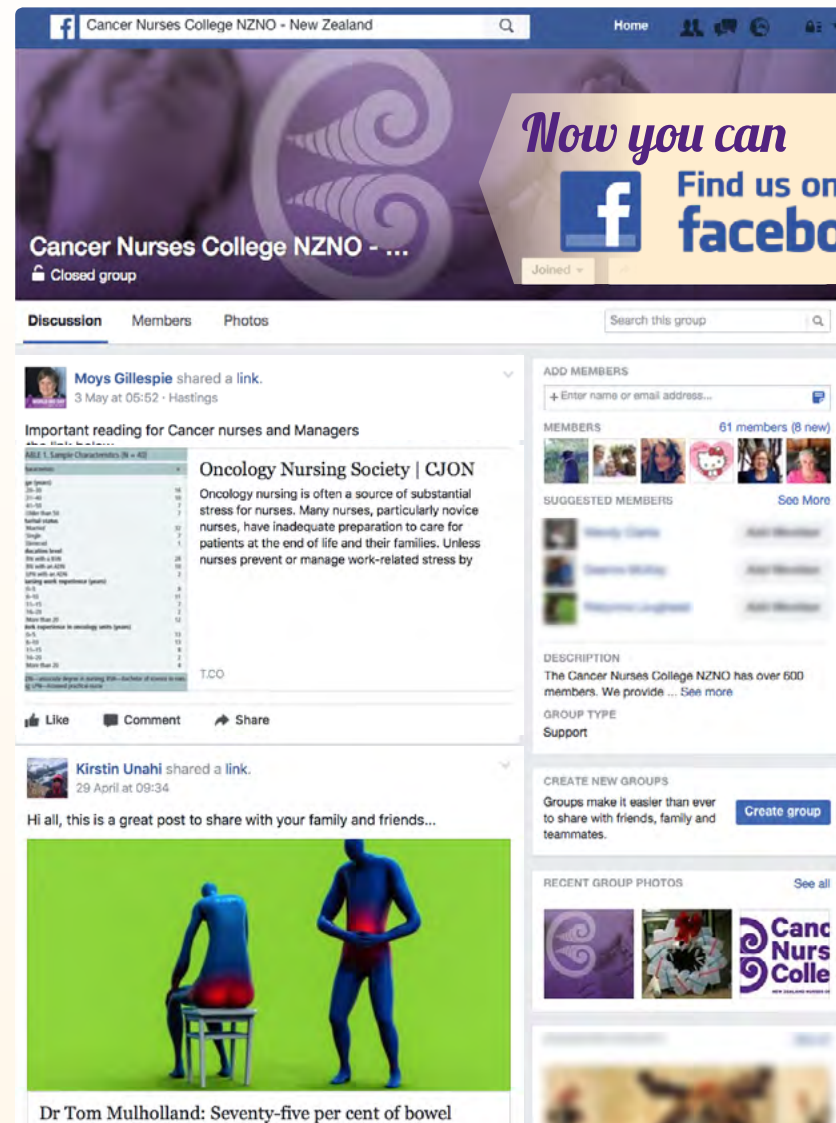 Cancer Nurses College NZNO - New Zealand
Home
Now you can
Find us on
facebo
Cancer Nurses College NZNO - ...
Closed group
Joined
Discussion Members Photos
Search this group
Moys Gillespie shared a link.
3 May at 05:52 · Hastings
Important reading for Cancer nurses and Managers
Oncology Nursing Society | CJON
Oncology nursing is often a source of substantial
stress for nurses. Many nurses, particularly novice
nurses, have inadequate preparation to care for
patients at the end of life and their families. Unless
nurses prevent or manage work-related stress by
T.CO
Like Comment Share
Kirstin Unahi shared a link.
29 April at 09:34
Hi all, this is a great post to share with your family and friends...
Dr Tom Mulholland: Seventy-five per cent of bowel
ADD MEMBERS
+ Enter name or email address...
MEMBERS 61 members (8 new)
SUGGESTED MEMBERS See More
DESCRIPTION
The Cancer Nurses College NZNO has over 600
members. We provide ... See more
GROUP TYPE
Support
CREATE NEW GROUPS
Groups make it easier than ever
to share with friends, family and
teammates.
Create group
RECENT GROUP PHOTOS See all
Canc
Nurs
Colle